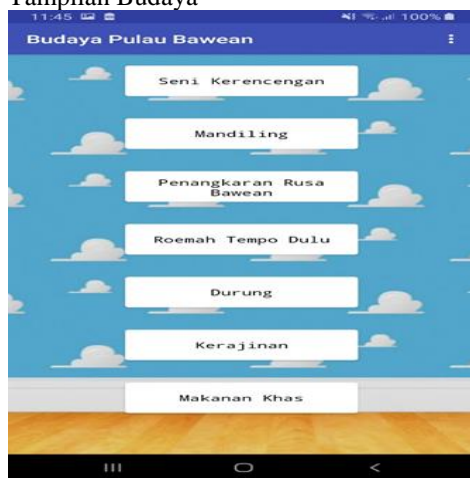 Tampilan Budaya
11:45
100%
Budaya Pulau Bawean
Seni Kerencengan
Mandiling
Penangkaran Rusa
Bawean
Roemah Tempo Dulu
Durung
Kerajinan
Makanan Khas